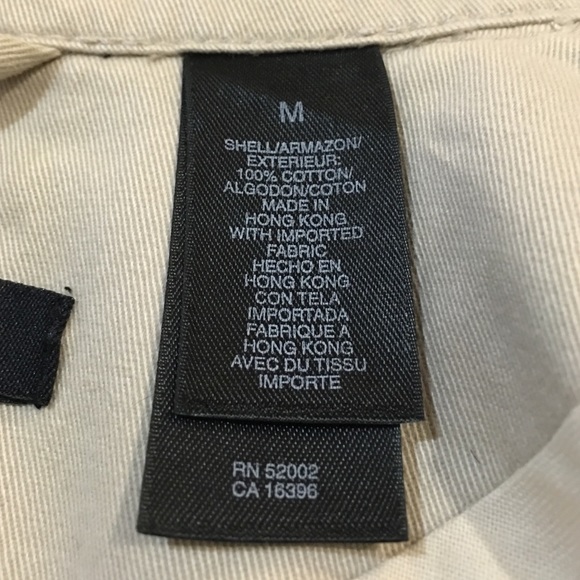 M
SHELL/ARMAZON/
EXTERIEUR:
100% COTTON/
ALGODON/COTON
MADE IN
HONG KONG
WITH IMPORTED
FABRIC
HECHO EN
HONG KONG
CON TELA
IMPORTADA
FABRIQUE A
HONG KONG
AVEC DU TISSU
IMPORTE
RN 52002
CA 16396